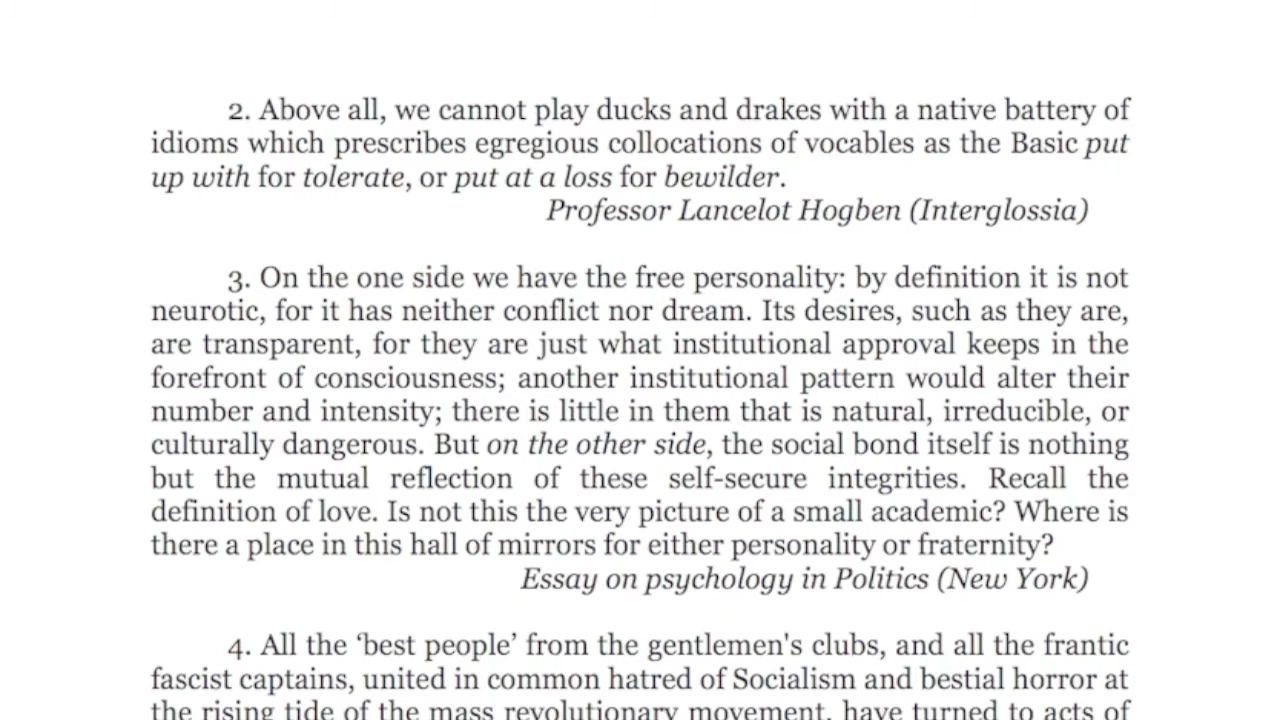 2. Above all, we cannot play ducks and drakes with a native battery of
idioms which prescribes egregious collocations of vocables as the Basic put
up with for tolerate, or put at a loss for bewilder.
Professor Lancelot Hogben (Interglossia)
3. On the one side we have the free personality: by definition it is not
neurotic, for it has neither conflict nor dream. Its desires, such as they are,
are transparent, for they are just what institutional approval keeps in the
forefront of consciousness; another institutional pattern would alter their
number and intensity; there is little in them that is natural, irreducible, or
culturally dangerous. But on the other side, the social bond itself is nothing
but the mutual reflection of these self-secure integrities. Recall the
definition of love. Is not this the very picture of a small academic? Where is
there a place in this hall of mirrors for either personality or fraternity?
Essay on psychology in Politics (New York)
4. All the ‘best people’ from the gentlemen's clubs, and all the frantic
fascist captains, united in common hatred of Socialism and bestial horror at
the rising tide of the mass revolutionary movement, have turned to acts of